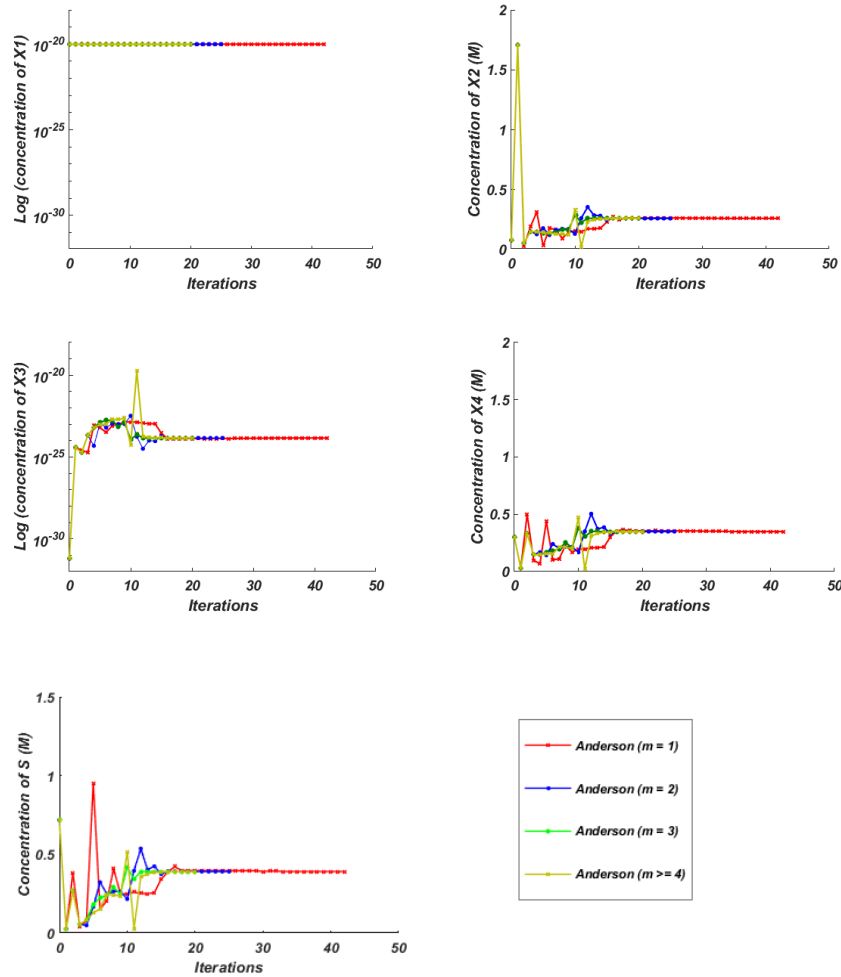 Log (concentration of X1)
10^-20
10^-25
10^-30
0 10 20 30 40 50
Iterations
Concentration of X2 (M)
2
1.5
1
0.5
0
0 10 20 30 40 50
Iterations
Log (concentration of X3)
10^-20
10^-25
10^-30
0 10 20 30 40 50
Iterations
Concentration of X4 (M)
2
1.5
1
0.5
0
0 10 20 30 40 50
Iterations
Concentration of S (M)
1.5
1
0.5
0
0 10 20 30 40 50
Iterations
Anderson (m = 1)
Anderson (m = 2)
Anderson (m = 3)
Anderson (m >= 4)